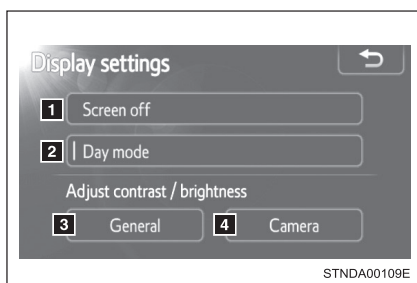 Display settings
1 Screen off
2 Day mode
Adjust contrast / brightness
3 General 4 Camera
STNDA00109E